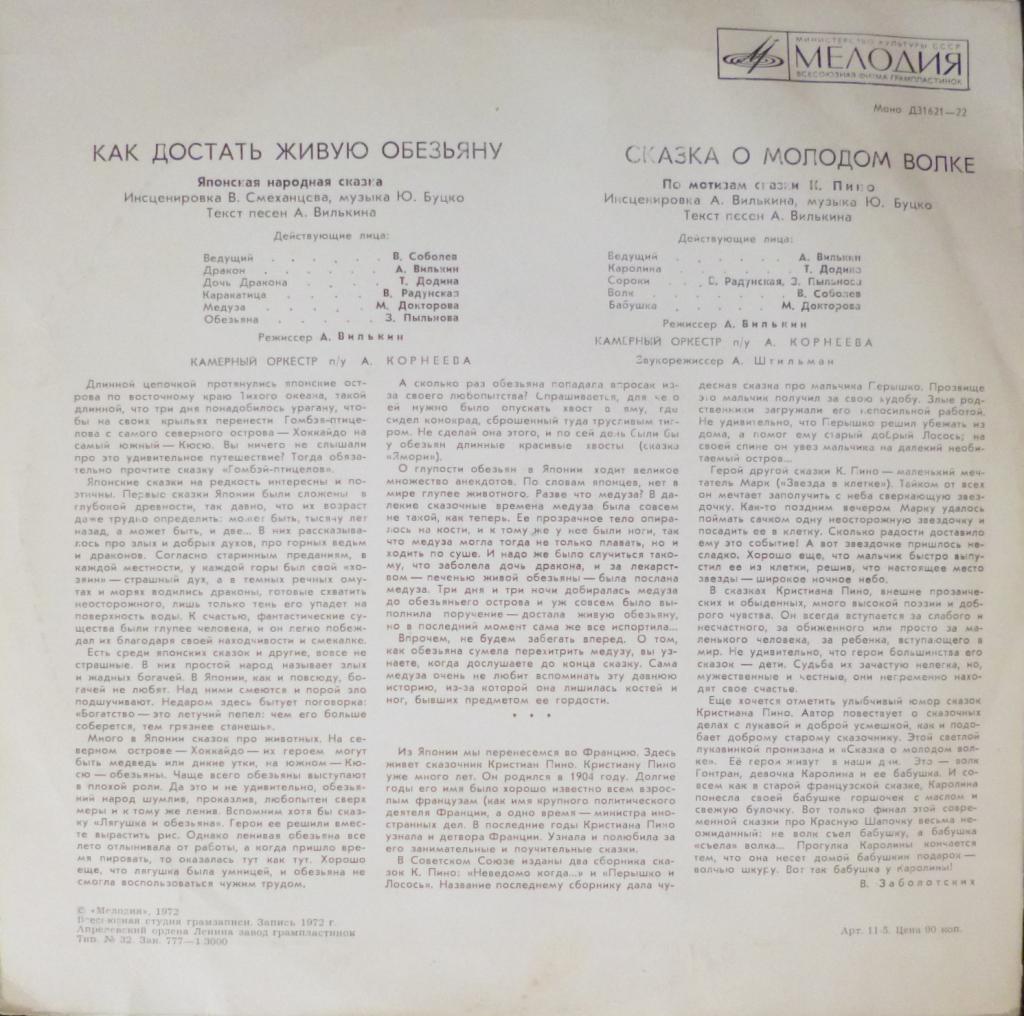 МИНИСТЕРСТВО КУЛЬТУРЫ СССР
МЕЛОДИЯ
ВСЕСОЮЗНАЯ ФИРМА ГРАМПЛАСТИНОК
Моно Д31621—22
КАК ДОСТАТЬ ЖИВУЮ ОБЕЗЬЯНУ
Японская народная сказка
Инсценировка В. Смеханцева, музыка Ю. Буцко
Текст песен А. Вилькина
Действующие лица:
Ведущий . . . . . В. Соболев
Дракон . . . . . . А. Вилькин
Дочь Дракона . . . . Т. Додина
Каракатица . . . . В. Радунская
Медуза . . . . . М. Докторова
Обезьяна . . . . . З. Пыльнова
Режиссер А. Вилькин
КАМЕРНЫЙ ОРКЕСТР п/у А. КОРНЕЕВА
СКАЗКА О МОЛОДОМ ВОЛКЕ
По мотивам сказки К. Пино
Инсценировка А. Вилькина, музыка Ю. Буцко
Текст песен А. Вилькина
Действующие лица:
Ведущий . . . . . . А. Вилькин
Каролина . . . . . . Т. Додина
Сороки . . . . В. Радунская, З. Пыльнова
Волк . . . . . . . В. Соболев
Бабушка . . . . . М. Докторова
Режиссер А. Вилькин
КАМЕРНЫЙ ОРКЕСТР п/у А. КОРНЕЕВА
Звукорежиссер А. Штильман
Длинной цепочкой протянулись японские ост-
рова по восточному краю Тихого океана, такой
длинной, что три дня понадобилось урагану, что-
бы на своих крыльях перенести Гомбэя-птице-
лова с самого северного острова — Хоккайдо на
самый южный — Кюсю. Вы ничего не слышали
про это удивительное путешествие? Тогда обяза-
тельно прочтите сказку «Гомбэй-птицелов».
Японские сказки на редкость интересны и по-
этичны. Первые сказки Японии были сложены в
глубокой древности, так давно, что их возраст
даже трудно определить: может быть, тысячу лет
назад, а может быть, и две... В них рассказыва-
лось про злых и добрых духов, про горных ведьм
и драконов. Согласно старинным преданиям, в
каждой местности, у каждой горы был свой «хо-
зяин» — страшный дух, а в темных речных ому-
тах и морях водились драконы, готовые схватить
неосторожного, лишь только тень его упадет на
поверхность воды. К счастью, фантастические су-
щества были глупее человека, и он легко побеж-
дал их благодаря своей находчивости и смекалке.
Есть среди японских сказок и другие, вовсе не
страшные. В них простой народ называет злых
и жадных богачей. В Японии, как и повсюду, бо-
гачей не любят. Над ними смеются и порой зло
подшучивают. Недаром здесь бытует поговорка:
«Богатство — это летучий пепел: чем его больше
соберется, тем грязнее станешь».
Много в Японии сказок про животных. На се-
верном острове — Хоккайдо — их героем могут
быть медведь или дикие утки, на южном — Кю-
сю — обезьяны. Чаще всего обезьяны выступают
в плохой роли. Да это и не удивительно, обезья-
ний народ шумлив, проказлив, любопытен сверх
меры и к тому же ленив. Вспомним хотя бы сказ-
ку «Лягушка и обезьяна». Герои ее решили вмес-
те вырастить рис. Однако ленивая обезьяна все
лето отлынивала от работы, а когда пришло вре-
мя пировать, то оказалась тут как тут. Хорошо
еще, что лягушка была умницей, и обезьяна не
смогла воспользоваться чужим трудом.
А сколько раз обезьяна попадала впросак из-
за своего любопытства? Спрашивается, для чего
ей нужно было опускать хвост в яму, где
сидел конокрад, сброшенный туда трусливым тиг-
ром. Не сделай она этого, и по сей день были бы
у обезьян длинные красивые хвосты (сказка
«Эмори»).
О глупости обезьян в Японии ходит великое
множество анекдотов. По словам японцев, нет в
мире глупее животного. Разве что медуза? В да-
лекие сказочные времена медуза была совсем
не такой, как теперь. Ее прозрачное тело опира-
лось на кости, и к тому же у нее были ноги, так
что медуза могла тогда не только плавать, но и
ходить по суше. И надо же было случиться тако-
му, что заболела дочь дракона, и за лекарст-
вом — печенью живой обезьяны — была послана
медуза. Три дня и три ночи добиралась медуза
до обезьяньего острова и уж совсем было вы-
полнила поручение — достала живую обезьяну,
но в последний момент сама же все испортила...
Впрочем, не будем забегать вперед. О том,
как обезьяна сумела перехитрить медузу, вы уз-
наете, когда дослушаете до конца сказку. Сама
медуза очень не любит вспоминать эту давнюю
историю, из-за которой она лишилась костей и
ног, бывших предметом ее гордости.
* * *
Из Японии мы перенесемся во Францию. Здесь
живет сказочник Кристиан Пино. Кристиану Пино
уже много лет. Он родился в 1904 году. Долгие
годы его имя было хорошо известно всем взрос-
лым французам (как имя крупного политического
деятеля Франции, а одно время — министра ино-
странных дел. В последние годы Кристиана Пино
узнала и детвора Франции. Узнала и полюбила за
его занимательные и поучительные сказки.
В Советском Союзе изданы два сборника ска-
зок К. Пино: «Неведомо когда...» и «Перышко и
Лосось». Название последнему сборнику дала чу-
десная сказка про мальчика Перышко. Прозвище
это мальчик получил за свою худобу. Злые род-
ственники загружали его непосильной работой.
Не удивительно, что Перышко решил убежать из
дома, а помог ему старый добрый Лосось; на
своей спине он увез мальчика на далекий необи-
таемый остров...
Герой другой сказки К. Пино — маленький меч-
татель Марк («Звезда в клетке»). Тайком от всех
он мечтает заполучить с неба сверкающую звез-
дочку. Как-то поздним вечером Марку удалось
поймать сачком одну неосторожную звездочку и
посадить ее в клетку. Сколько радости доставило
ему это событие! А вот звездочке пришлось не-
сладко. Хорошо еще, что мальчик быстро выпу-
стил ее из клетки, решив, что настоящее место
звезды — широкое ночное небо.
В сказках Кристиана Пино, внешне прозаичес-
ких и обыденных, много высокой поэзии и доб-
рого чувства. Он всегда вступается за слабого и
несчастного, за обиженного или просто за ма-
ленького человека, за ребенка, вступающего в
мир. Не удивительно, что герои большинства его
сказок — дети. Судьба их зачастую нелегка, но,
мужественные и честные, они непременно нахо-
дят свое счастье.
Еще хочется отметить улыбчивый юмор сказок
Кристиана Пино. Автор повествует о сказочных
делах с лукавой и доброй усмешкой, как и подо-
бает доброму старому сказочнику. Этой светлой
лукавинкой пронизана и «Сказка о молодом вол-
ке». Её герои живут в наши дни. Это — волк
Гонтран, девочка Каролина и ее бабушка. И со-
всем как в старой французской сказке, Каролина
понесла своей бабушке горшочек с маслом и
свежую булочку. Вот только финал этой совре-
менной сказки про Красную Шапочку весьма не-
ожиданный: не волк съел бабушку, а бабушка
«съела» волка... Прогулка Каролины кончается
тем, что она несет домой бабушкин подарок —
волчью шкуру. Вот так бабушка у Каролины!
В. Заболотских
© «Мелодия», 1972
Всесоюзная студия грамзаписи. Запись 1972 г.
Апрелевский ордена Ленина завод грампластинок
Тип. № 32. Зак. 777—1 3000
Арт. 11-5. Цена 90 коп.